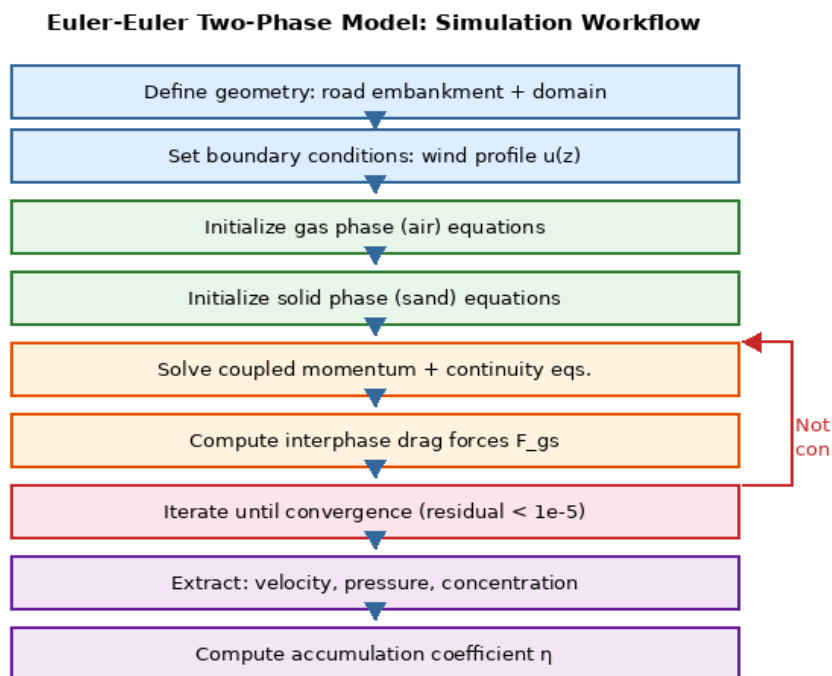 Euler-Euler Two-Phase Model: Simulation Workflow
Define geometry: road embankment + domain
Set boundary conditions: wind profile u(z)
Initialize gas phase (air) equations
Initialize solid phase (sand) equations
Solve coupled momentum + continuity eqs.
Compute interphase drag forces F_gs
Not
con
Iterate until convergence (residual < 1e-5)
Extract: velocity, pressure, concentration
Compute accumulation coefficient η